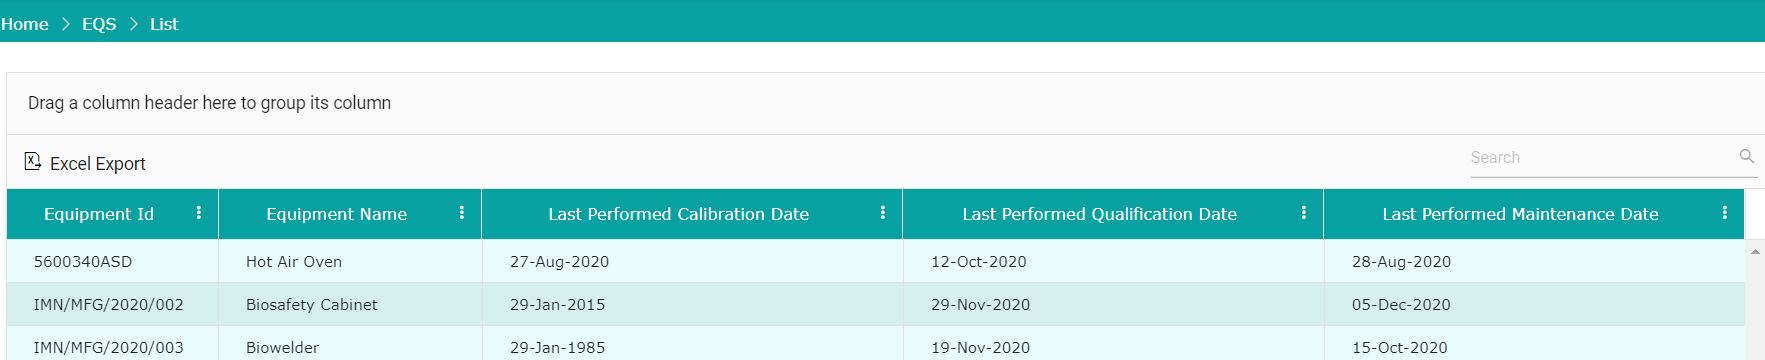 Home > EQS > List
Drag a column header here to group its column
Excel Export Search
Equipment Id Equipment Name Last Performed Calibration Date Last Performed Qualification Date Last Performed Maintenance Date
5600340ASD Hot Air Oven 27-Aug-2020 12-Oct-2020 28-Aug-2020
IMN/MFG/2020/002 Biosafety Cabinet 29-Jan-2015 29-Nov-2020 05-Dec-2020
IMN/MFG/2020/003 Biowelder 29-Jan-1985 19-Nov-2020 15-Oct-2020